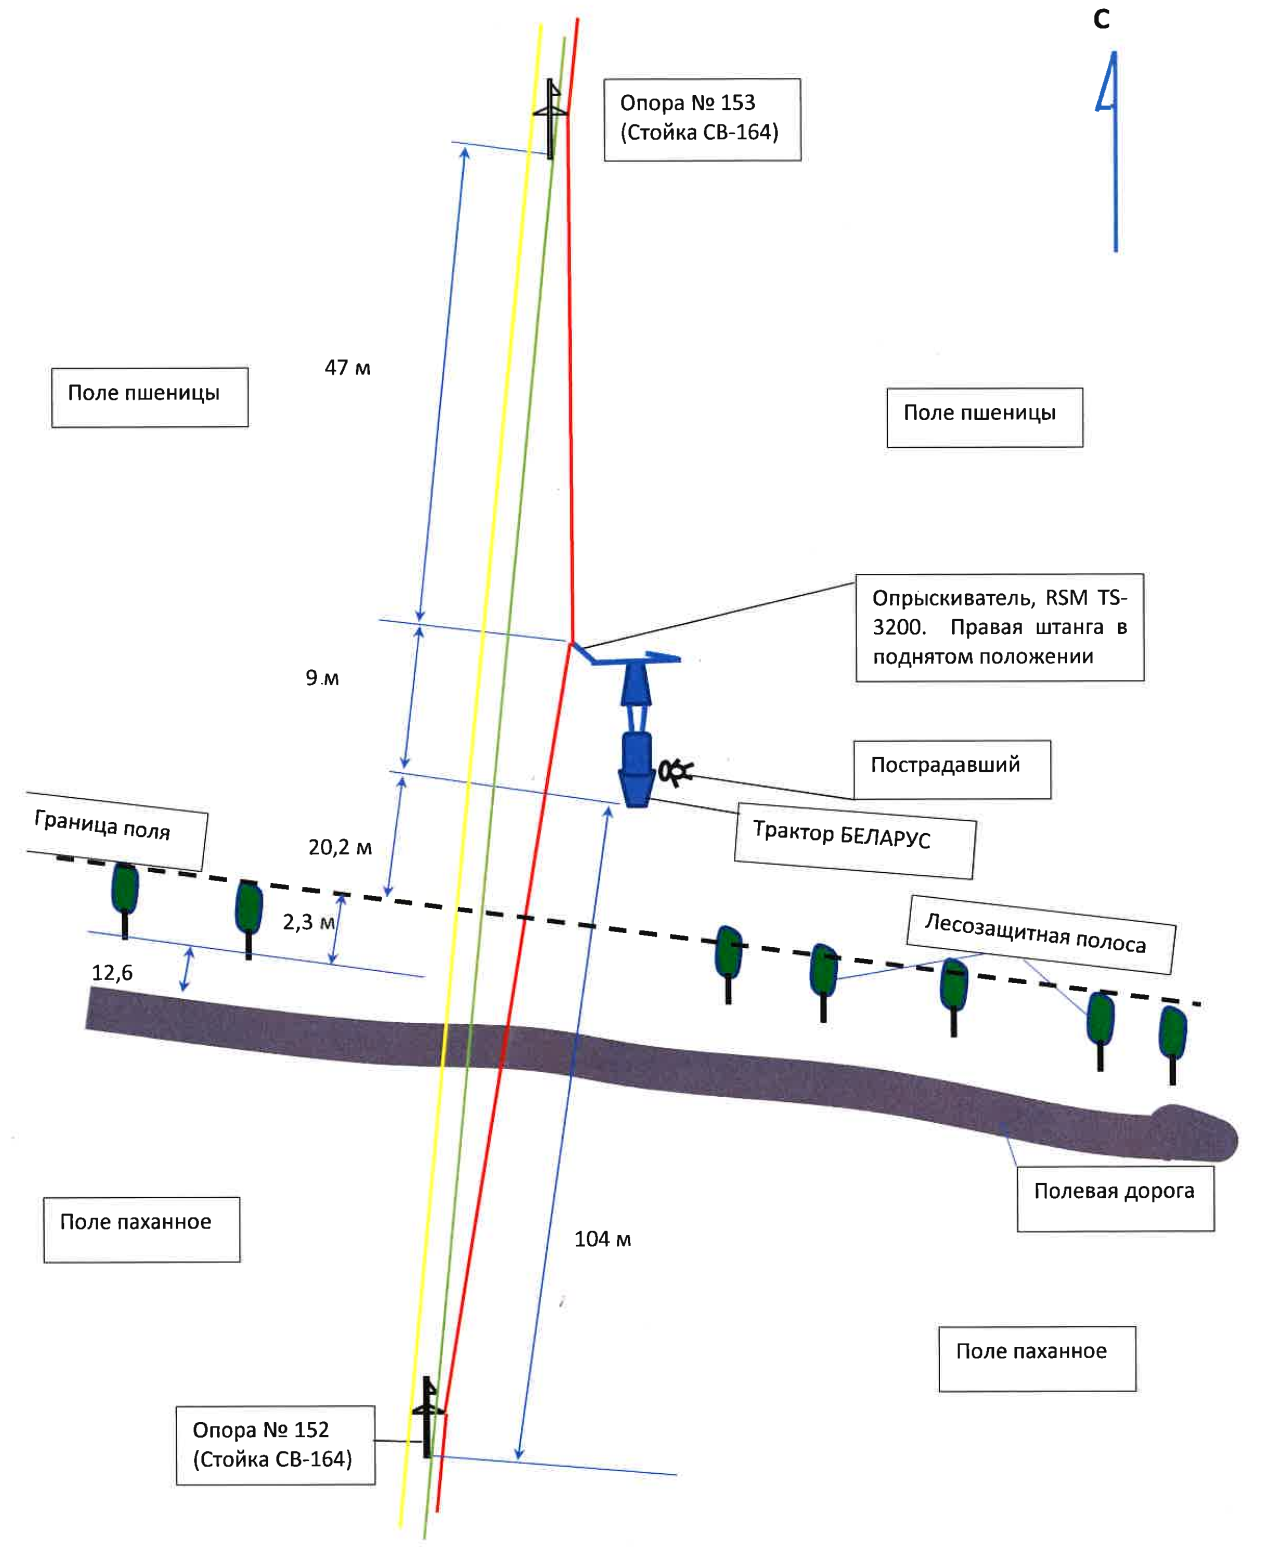 С
Опора № 153
(Стойка СВ-164)
47 м
Поле пшеницы
Поле пшеницы
Опрыскиватель, RSM TS-
3200. Правая штанга в
поднятом положении
9 м
Пострадавший
Граница поля
Трактор БЕЛАРУС
20,2 м
2,3 м
Лесозащитная полоса
12,6
Полевая дорога
Поле паханное
104 м
Поле паханное
Опора № 152
(Стойка СВ-164)